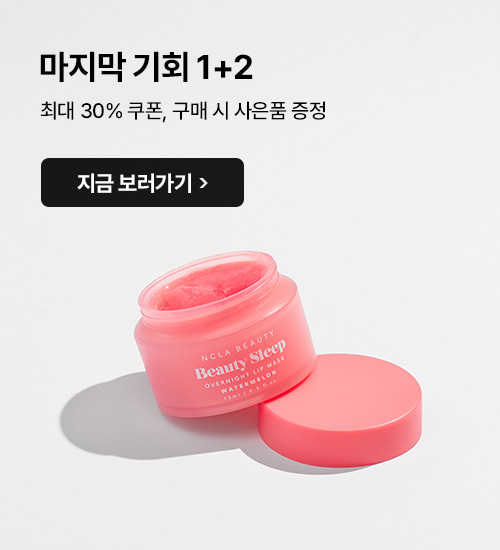 마지막 기회 1+2
최대 30% 쿠폰, 구매 시 사은품 증정
지금 보러가기 >
NCLA BEAUTY
Beauty Sleep
OVERNIGHT LIP MASK
WATERMELON